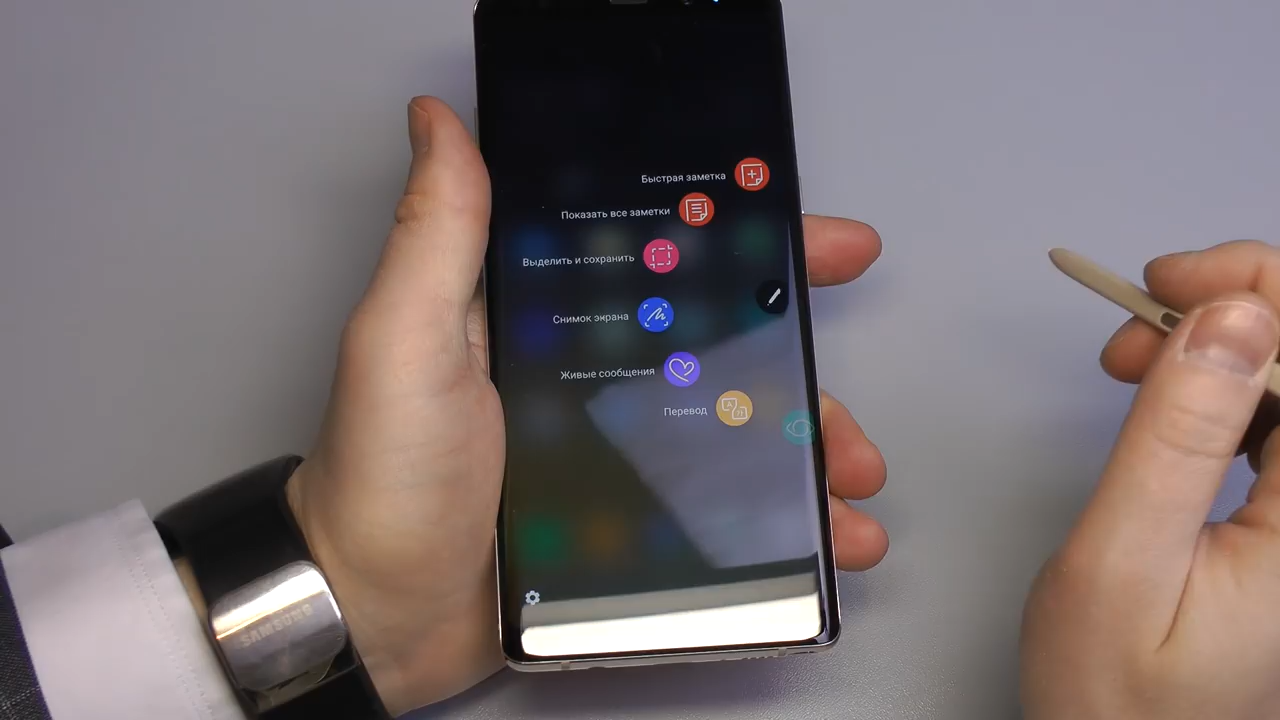 Быстрая заметка
Показать все заметки
Выделить и сохранить
Снимок экрана
Живые сообщения
Перевод
SAMSUNG